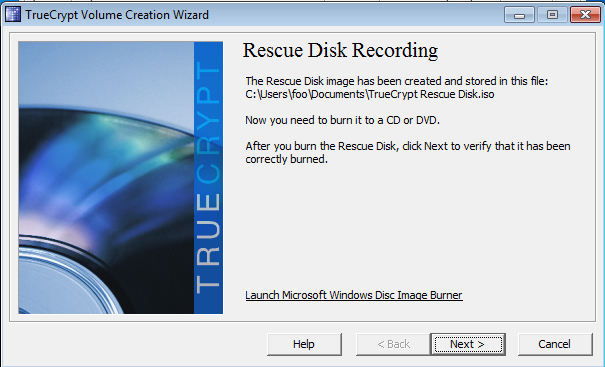 TrueCrypt Volume Creation Wizard
Rescue Disk Recording
The Rescue Disk image has been created and stored in this file:
C:\Users\foo\Documents\TrueCrypt Rescue Disk.iso
Now you need to burn it to a CD or DVD.
After you burn the Rescue Disk, click Next to verify that it has been
correctly burned.
TRUECRYPT
Launch Microsoft Windows Disc Image Burner
Help
< Back
Next >
Cancel